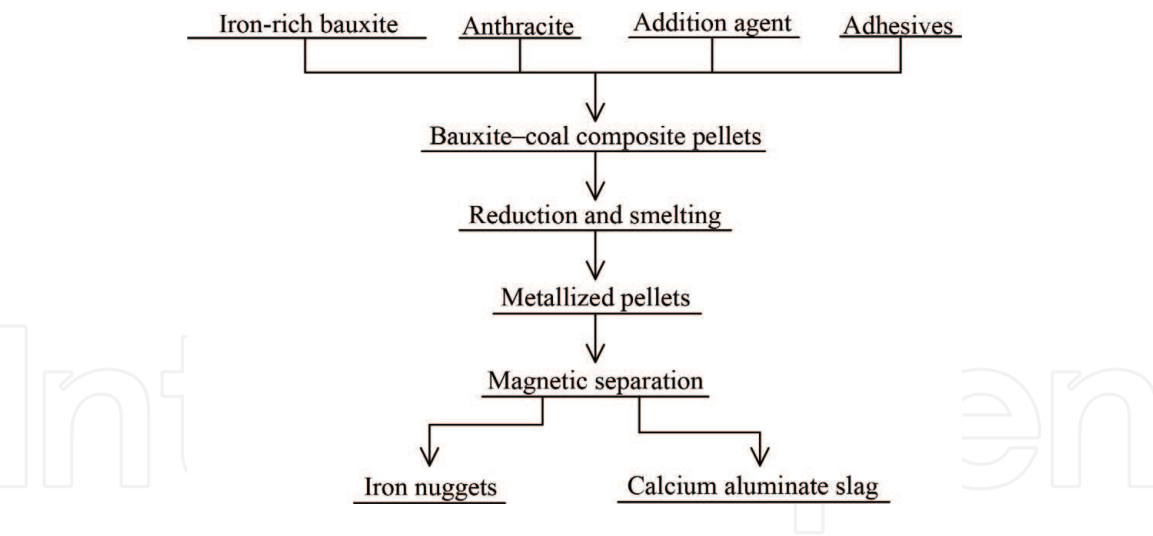 Iron-rich bauxite
Anthracite
Addition agent
Adhesives
Bauxite–coal composite pellets
Reduction and smelting
Metallized pellets
Magnetic separation
Iron nuggets
Calcium aluminate slag